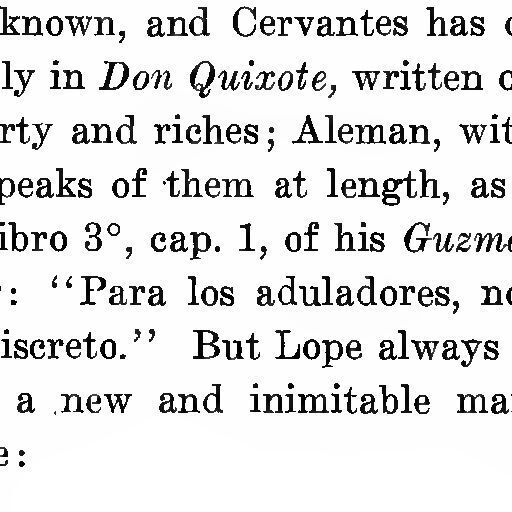 known, and Cervantes has
ly in Don Quixote, written
rty and riches; Aleman, wit
peaks of them at length, as
ibro 3°, cap. 1, of his Guzm
: "Para los aduladores, n
iscreto." But Lope always
a new and inimitable ma
e: